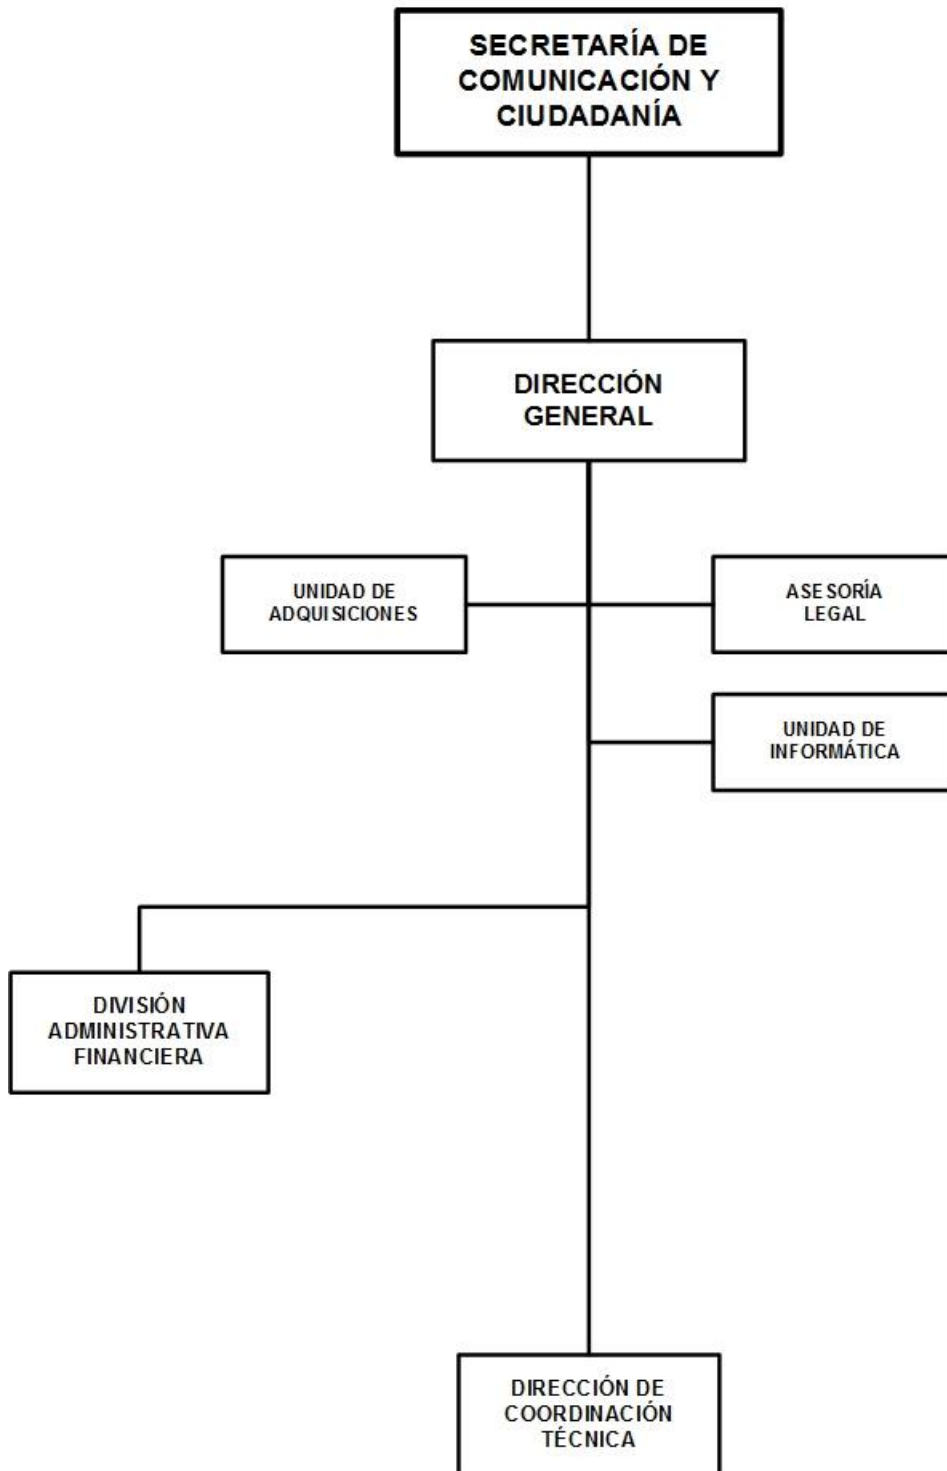 SECRETARÍA DE
COMUNICACIÓN Y
CIUDADANÍA
DIRECCIÓN
GENERAL
UNIDAD DE
ADQUISICIONES
ASESORÍA
LEGAL
UNIDAD DE
INFORMÁTICA
DIVISIÓN
ADMINISTRATIVA
FINANCIERA
DIRECCIÓN DE
COORDINACIÓN
TÉCNICA